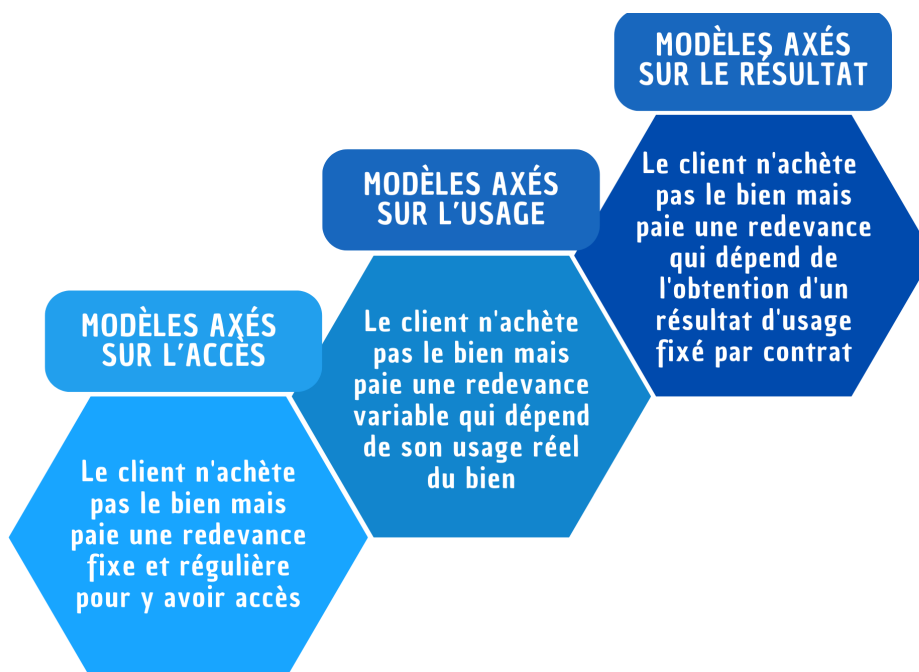 MODÈLES AXÉS
SUR LE RÉSULTAT
Le client n'achète
pas le bien mais
paie une redevance
qui dépend de
l'obtention d'un
résultat d'usage
fixé par contrat
MODÈLES AXÉS
SUR L'USAGE
Le client n'achète
pas le bien mais
paie une redevance
variable qui dépend
de son usage réel
du bien
MODÈLES AXÉS
SUR L'ACCÈS
Le client n'achète
pas le bien mais
paie une redevance
fixe et régulière
pour y avoir accès